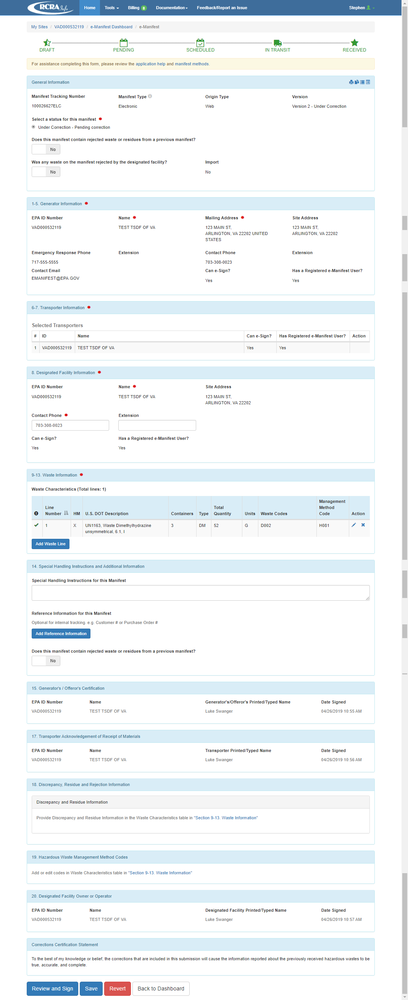 RCRAInfo Home Tools Billing 8 Documentation Feedback/Report an Issue Stephen
My Sites / VAD000532119 / e-Manifest Dashboard / e-Manifest
DRAFT PENDING SCHEDULED IN TRANSIT RECEIVED
For assistance completing this form, please review the application help and manifest methods.
General Information
Manifest Tracking Number Manifest Type Origin Type Version
100026627ELC Electronic Web Version 2 - Under Correction
Select a status for this manifest
Under Correction - Pending correction
Does this manifest contain rejected waste or residues from a previous manifest?
No
Was any waste on the manifest rejected by the designated facility? Import
No No
1-5. Generator Information
EPA ID Number Name Mailing Address Site Address
VAD000532119 TEST TSDF OF VA 123 MAIN ST, 123 MAIN ST,
ARLINGTON, VA 22202 UNITED ARLINGTON, VA 22202
STATES
Emergency Response Phone Extension Contact Phone Extension
717-555-5555 703-308-0023
Contact Email Can e-Sign? Has a Registered e-Manifest User?
EMANIFEST@EPA.GOV Yes Yes
6-7. Transporter Information
Selected Transporters
# ID Name Can e-Sign? Has Registered e-Manifest User? Action
1 VAD000532119 TEST TSDF OF VA Yes Yes
8. Designated Facility Information
EPA ID Number Name Site Address
VAD000532119 TEST TSDF OF VA 123 MAIN ST,
ARLINGTON, VA 22202
Contact Phone Extension
703-308-0023
Can e-Sign? Has a Registered e-Manifest User?
Yes Yes
9-13. Waste Information
Waste Characteristics (Total lines: 1)
Management
Line Total Method
Number HM U.S. DOT Description Containers Type Quantity Units Waste Codes Code Action
1 X UN1163, Waste Dimethylhydrazine 3 DM 52 G D002 H081
unsymmetrical, 6.1, I
Add Waste Line
14. Special Handling Instructions and Additional Information
Special Handling Instructions for this Manifest
Reference Information for this Manifest
Optional for internal tracking. e.g. Customer # or Purchase Order #
Add Reference Information
Does this manifest contain rejected waste or residues from a previous manifest?
No
15. Generator's / Offeror's Certification
EPA ID Number Name Generator's/Offeror's Printed/Typed Name Date Signed
VAD000532119 TEST TSDF OF VA Luke Swanger 04/26/2019 10:55 AM
17. Transporter Acknowledgement of Receipt of Materials
EPA ID Number Name Transporter Printed/Typed Name Date Signed
VAD000532119 TEST TSDF OF VA Luke Swanger 04/26/2019 10:56 AM
18. Discrepancy, Residue and Rejection Information
Discrepancy and Residue Information
Provide Discrepancy and Residue Information in the Waste Characteristics table in "Section 9-13. Waste Information"
19. Hazardous Waste Management Method Codes
Add or edit codes in Waste Characteristics table in "Section 9-13. Waste Information"
20. Designated Facility Owner or Operator
EPA ID Number Name Designated Facility Printed/Typed Name Date Signed
VAD000532119 TEST TSDF OF VA Luke Swanger 04/26/2019 10:57 AM
Corrections Certification Statement
To the best of my knowledge or belief, the corrections that are included in this submission will cause the information reported about the previously received hazardous wastes to be
true, accurate, and complete.
Review and Sign Save Revert Back to Dashboard